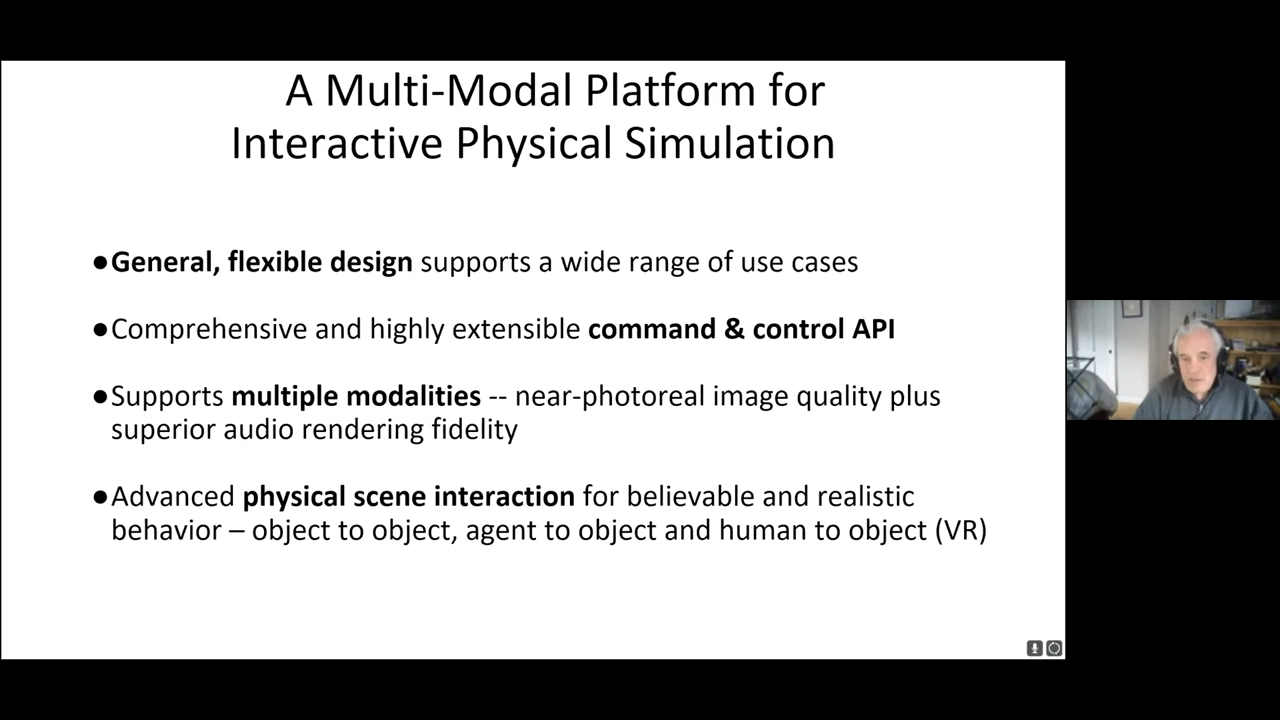 A Multi-Modal Platform for
Interactive Physical Simulation
●General, flexible design supports a wide range of use cases
●Comprehensive and highly extensible command & control API
●Supports multiple modalities -- near-photoreal image quality plus
superior audio rendering fidelity
●Advanced physical scene interaction for believable and realistic
behavior – object to object, agent to object and human to object (VR)